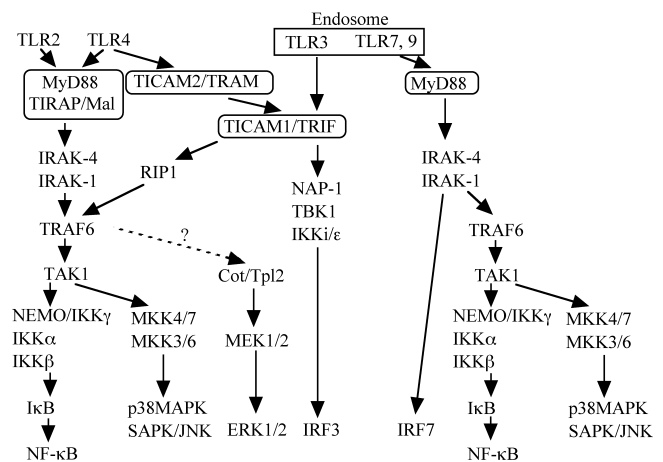 Endosome
TLR2 TLR4 TLR3 TLR7, 9
MyD88 TICAM2/TRAM MyD88
TIRAP/Mal
TICAM1/TRIF
IRAK-4 IRAK-4
IRAK-1 RIP1 IRAK-1
NAP-1
TBK1
IKKi/ε
TRAF6 ? TRAF6
TAK1 Cot/Tpl2 TAK1
NEMO/IKKγ MKK4/7 NEMO/IKKγ MKK4/7
IKKα MKK3/6 MEK1/2 IKKα MKK3/6
IKKβ IKKβ
IκB p38MAPK IκB p38MAPK
SAPK/JNK ERK1/2 IRF3 IRF7 SAPK/JNK
NF-κB NF-κB